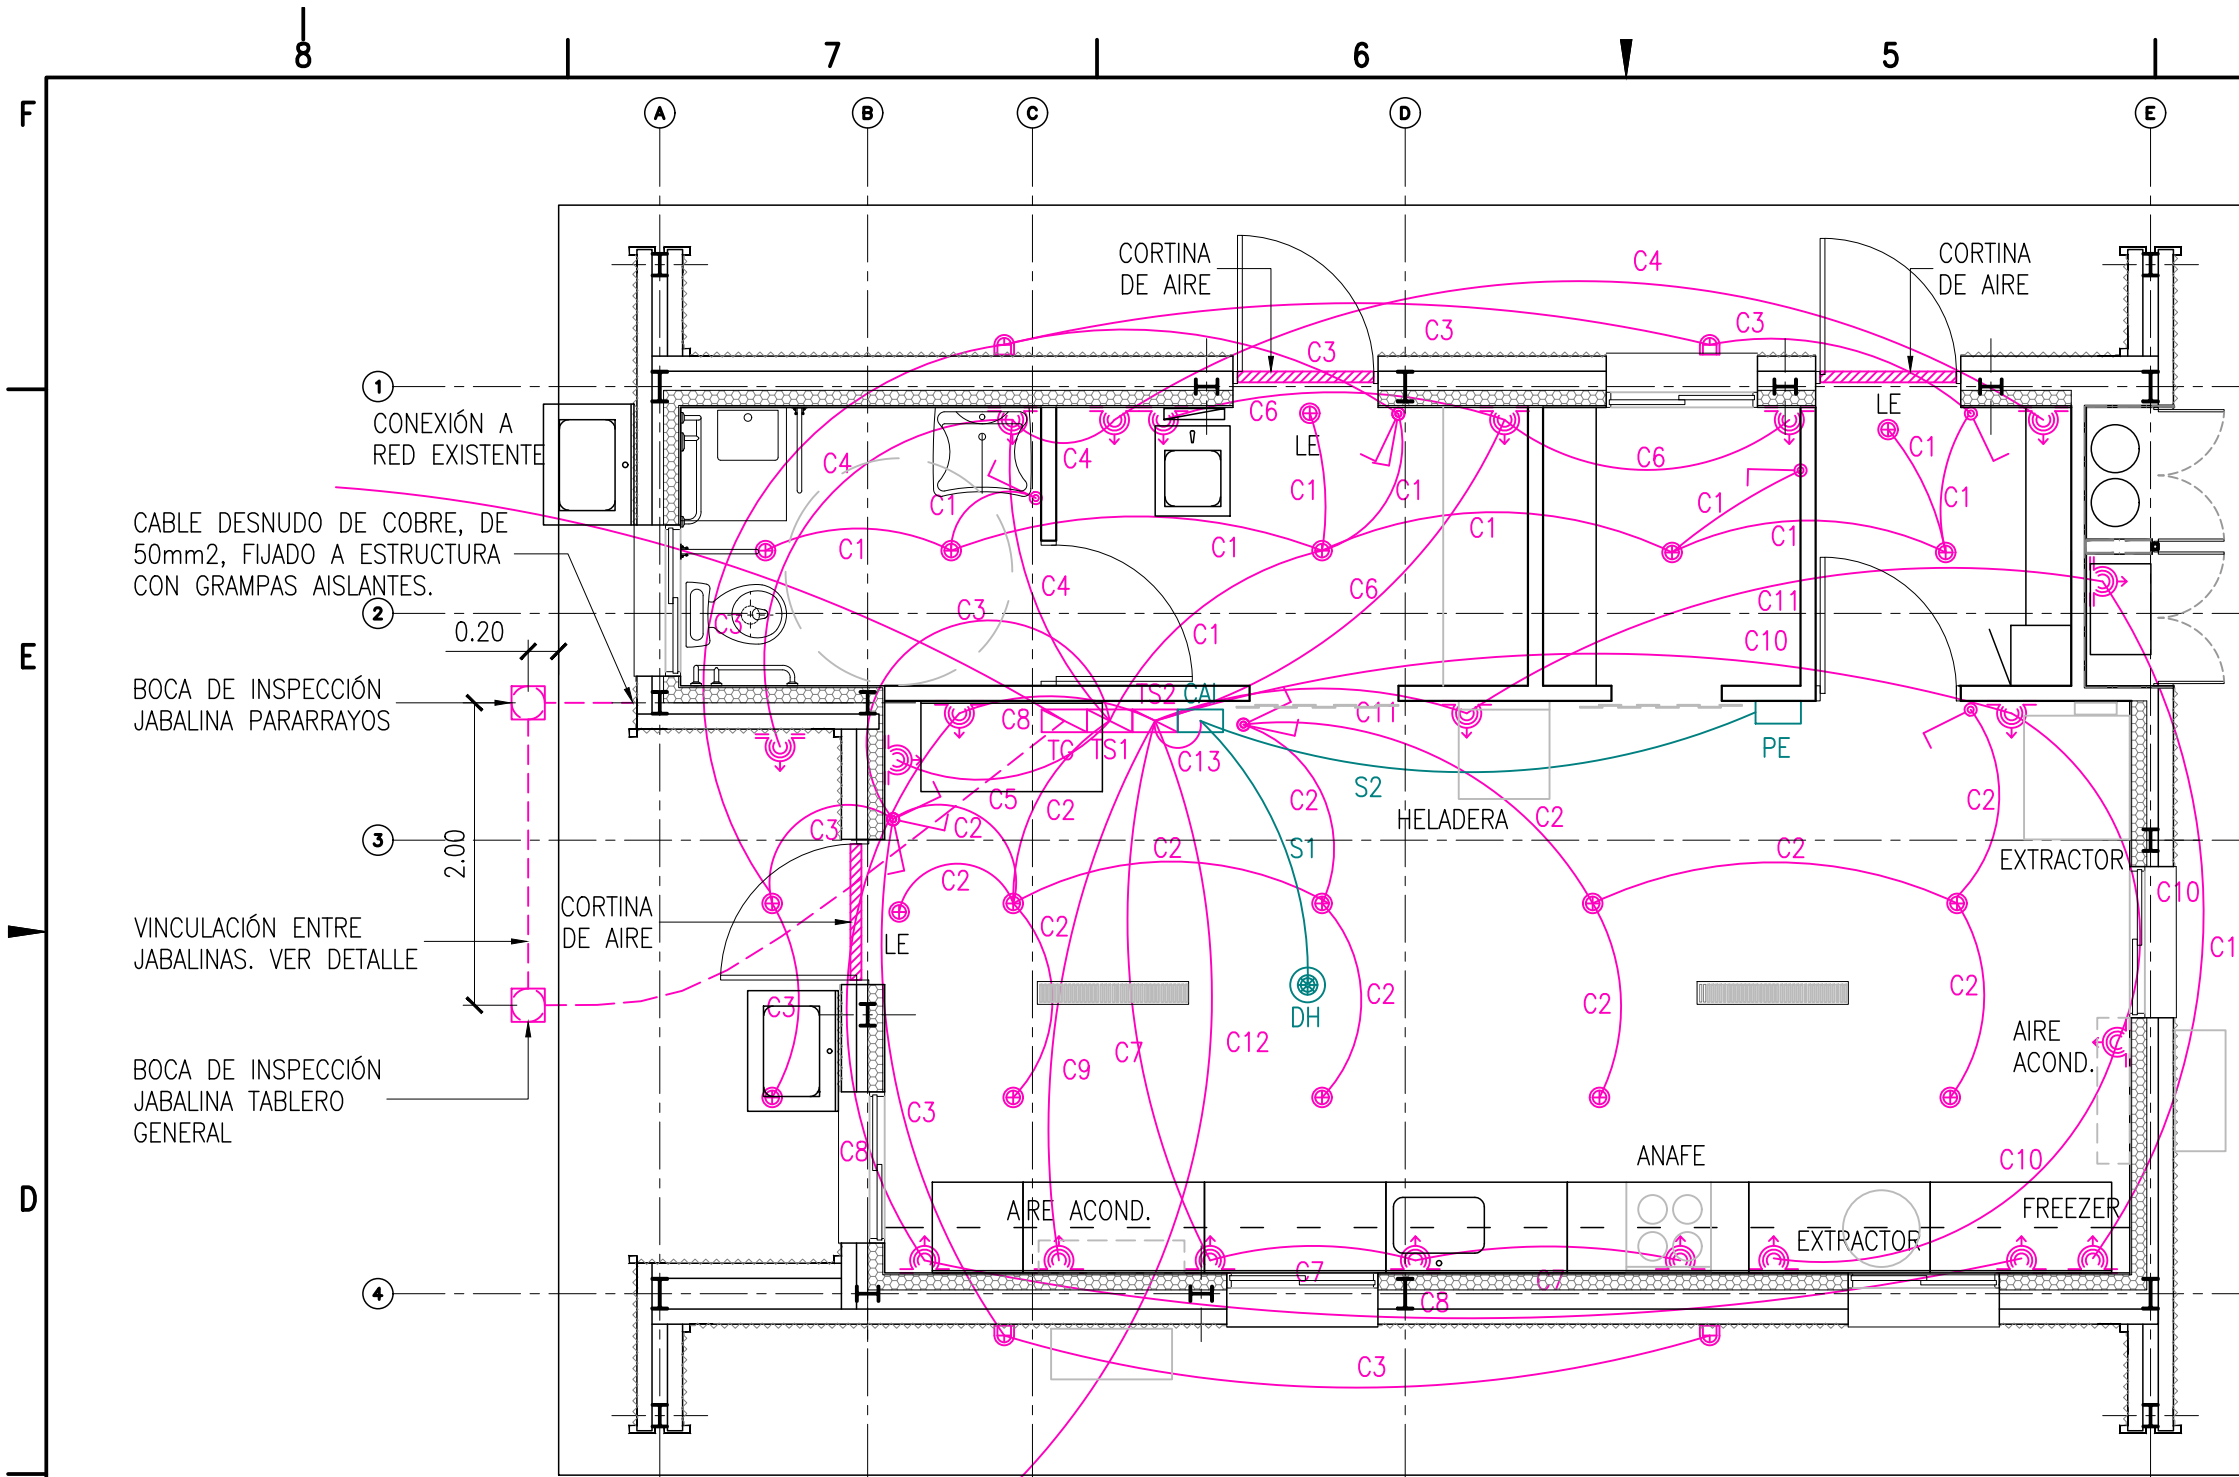 8
7
6
5
F
A
B
C
D
E
CORTINA
DE AIRE
C4
CORTINA
DE AIRE
C3
C3
C3
1
CONEXIÓN A
RED EXISTENTE
C6
LE
LE
C4
C4
C6
C1
C1
C1
C1
C1
C1
CABLE DESNUDO DE COBRE, DE
50mm2, FIJADO A ESTRUCTURA
CON GRAMPAS AISLANTES.
C1
C1
C1
C1
C4
C6
C11
2
C3
C3
0.20
C1
C10
E
BOCA DE INSPECCIÓN
JABALINA PARARRAYOS
TS2
CAL
C8
C11
TG
TS1
C13
PE
S2
C5
C2
C2
C2
C2
HELADERA
C3
C2
3
2.00
S1
C2
C2
EXTRACTOR
C2
C10
CORTINA
DE AIRE
C2
LE
VINCULACIÓN ENTRE
JABALINAS. VER DETALLE
C1
C3
C2
C2
C2
DH
AIRE
ACOND.
C12
C7
C9
BOCA DE INSPECCIÓN
JABALINA TABLERO
GENERAL
C3
C8
ANAFE
C10
D
AIRE ACOND.
FREEZER
EXTRACTOR
C7
C7
4
C8
C3